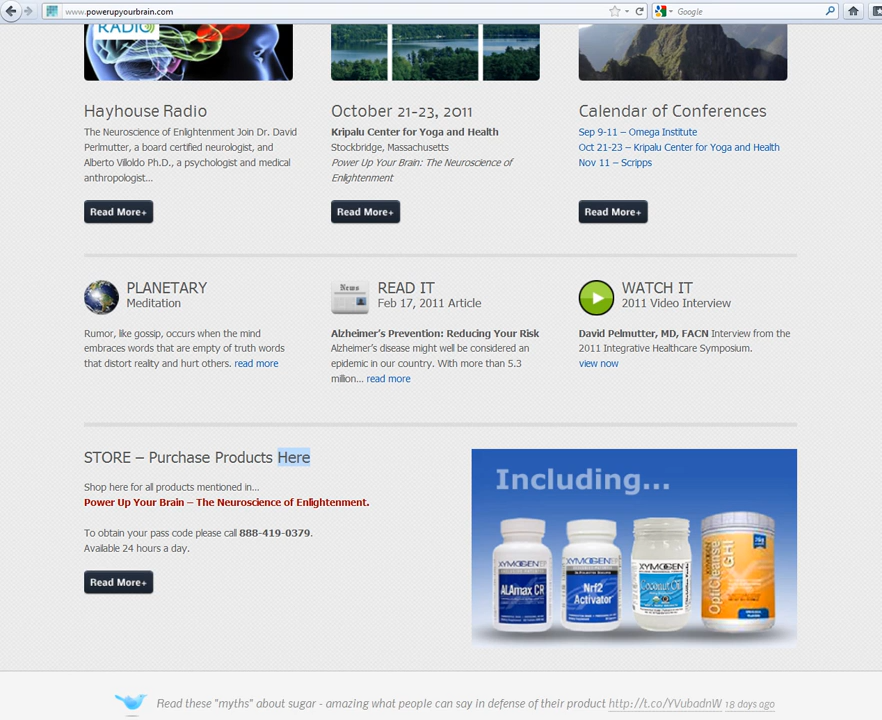 www.powerupyourbrain.com
Google
RADIO
Hayhouse Radio
The Neuroscience of Enlightenment Join Dr. David
Perlmutter, a board certified neurologist, and
Alberto Villoldo Ph.D., a psychologist and medical
anthropologist...
Read More+
October 21-23, 2011
Kripalu Center for Yoga and Health
Stockbridge, Massachusetts
Power Up Your Brain: The Neuroscience of
Enlightenment
Read More+
Calendar of Conferences
Sep 9-11 – Omega Institute
Oct 21-23 – Kripalu Center for Yoga and Health
Nov 11 – Scripps
Read More+
PLANETARY
Meditation
Rumor, like gossip, occurs when the mind
embraces words that are empty of truth words
that distort reality and hurt others. read more
News
READ IT
Feb 17, 2011 Article
Alzheimer's Prevention: Reducing Your Risk
Alzheimer's disease might well be considered an
epidemic in our country. With more than 5.3
million... read more
WATCH IT
2011 Video Interview
David Pelmutter, MD, FACN Interview from the
2011 Integrative Healthcare Symposium.
view now
STORE – Purchase Products Here
Shop here for all products mentioned in...
Power Up Your Brain – The Neuroscience of Enlightenment.
To obtain your pass code please call 888-419-0379.
Available 24 hours a day.
Read More+
Including...
XYMOGEN
ALAmax CR
XYMOGEN
Nrf2
Activator
XYMOGEN
Coconut Oil
XYMOGEN
OptiCleanse GHI
Read these "myths" about sugar - amazing what people can say in defense of their product http://t.co/YVubadnW 18 days ago